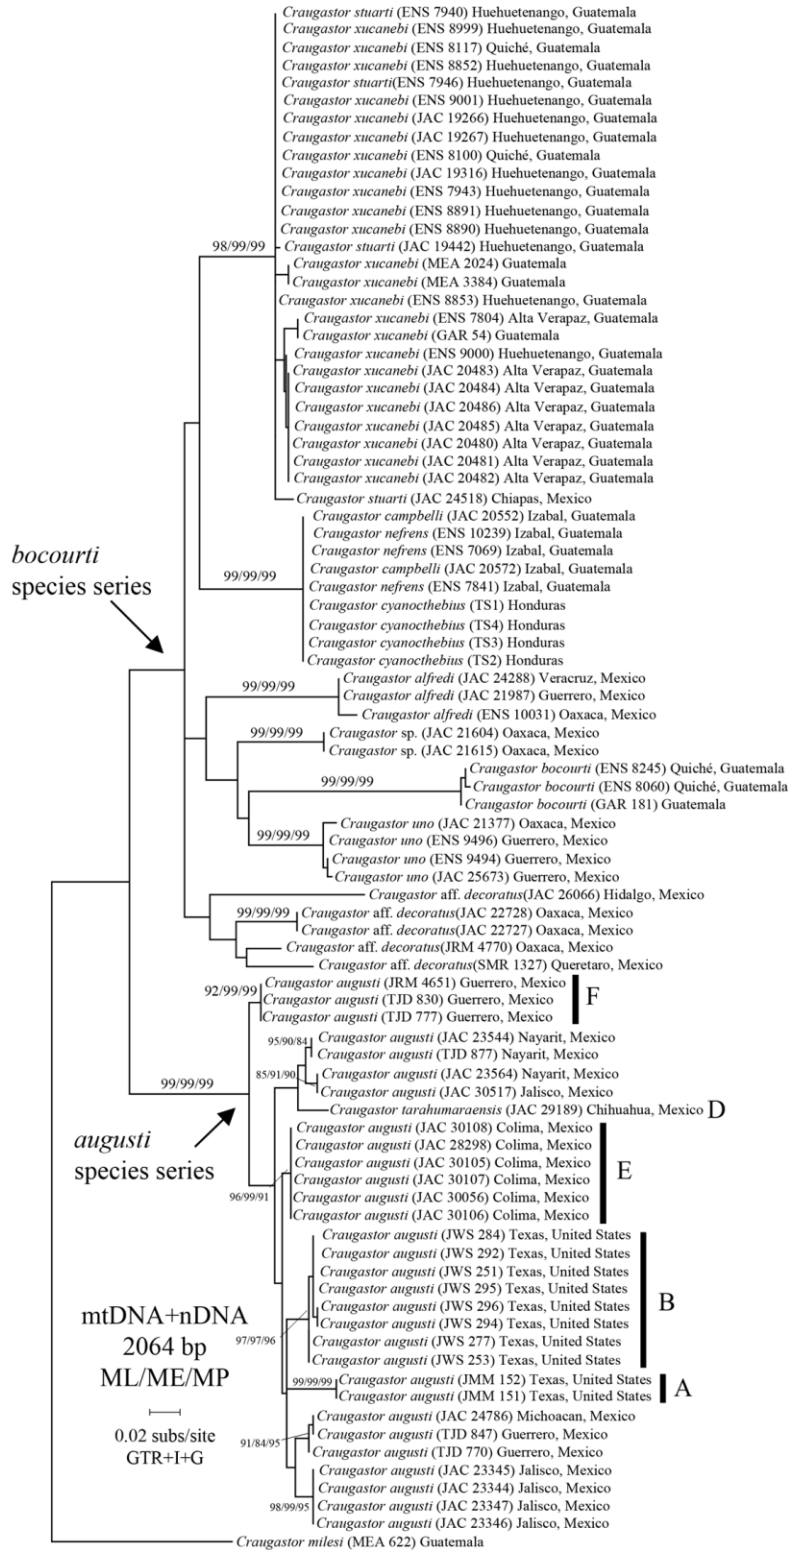 Craugastor stuarti (ENS 7940) Huehuetenango, Guatemala
Craugastor xucanebi (ENS 8999) Huehuetenango, Guatemala
Craugastor xucanebi (ENS 8117) Quiché, Guatemala
Craugastor xucanebi (ENS 8852) Huehuetenango, Guatemala
Craugastor stuarti(ENS 7946) Huehuetenango, Guatemala
Craugastor xucanebi (ENS 9001) Huehuetenango, Guatemala
Craugastor xucanebi (JAC 19266) Huehuetenango, Guatemala
Craugastor xucanebi (JAC 19267) Huehuetenango, Guatemala
Craugastor xucanebi (ENS 8100) Quiché, Guatemala
Craugastor xucanebi (JAC 19316) Huehuetenango, Guatemala
Craugastor xucanebi (ENS 7943) Huehuetenango, Guatemala
Craugastor xucanebi (ENS 8891) Huehuetenango, Guatemala
Craugastor xucanebi (ENS 8890) Huehuetenango, Guatemala
98/99/99
Craugastor stuarti (JAC 19442) Huehuetenango, Guatemala
Craugastor xucanebi (MEA 2024) Guatemala
Craugastor xucanebi (MEA 3384) Guatemala
Craugastor xucanebi (ENS 8853) Huehuetenango, Guatemala
Craugastor xucanebi (ENS 7804) Alta Verapaz, Guatemala
Craugastor xucanebi (GAR 54) Guatemala
Craugastor xucanebi (ENS 9000) Huehuetenango, Guatemala
Craugastor xucanebi (JAC 20483) Alta Verapaz, Guatemala
Craugastor xucanebi (JAC 20484) Alta Verapaz, Guatemala
Craugastor xucanebi (JAC 20486) Alta Verapaz, Guatemala
Craugastor xucanebi (JAC 20485) Alta Verapaz, Guatemala
Craugastor xucanebi (JAC 20480) Alta Verapaz, Guatemala
Craugastor xucanebi (JAC 20481) Alta Verapaz, Guatemala
Craugastor xucanebi (JAC 20482) Alta Verapaz, Guatemala
Craugastor stuarti (JAC 24518) Chiapas, Mexico
Craugastor campbelli (JAC 20552) Izabal, Guatemala
Craugastor nefrens (ENS 10239) Izabal, Guatemala
Craugastor nefrens (ENS 7069) Izabal, Guatemala
Craugastor campbelli (JAC 20572) Izabal, Guatemala
99/99/99
Craugastor nefrens (ENS 7841) Izabal, Guatemala
Craugastor cyanocthebius (TS1) Honduras
Craugastor cyanocthebius (TS4) Honduras
Craugastor cyanocthebius (TS3) Honduras
Craugastor cyanocthebius (TS2) Honduras
bocourti
species series
99/99/99
Craugastor alfredi (JAC 24288) Veracruz, Mexico
Craugastor alfredi (JAC 21987) Guerrero, Mexico
Craugastor alfredi (ENS 10031) Oaxaca, Mexico
99/99/99
Craugastor sp. (JAC 21604) Oaxaca, Mexico
Craugastor sp. (JAC 21615) Oaxaca, Mexico
Craugastor bocourti (ENS 8245) Quiché, Guatemala
99/99/99
Craugastor bocourti (ENS 8060) Quiché, Guatemala
Craugastor bocourti (GAR 181) Guatemala
Craugastor uno (JAC 21377) Oaxaca, Mexico
99/99/99
Craugastor uno (ENS 9496) Guerrero, Mexico
Craugastor uno (ENS 9494) Guerrero, Mexico
Craugastor uno (JAC 25673) Guerrero, Mexico
Craugastor aff. decoratus(JAC 26066) Hidalgo, Mexico
99/99/99
Craugastor aff. decoratus(JAC 22728) Oaxaca, Mexico
Craugastor aff. decoratus(JAC 22727) Oaxaca, Mexico
Craugastor aff. decoratus(JRM 4770) Oaxaca, Mexico
Craugastor aff. decoratus(SMR 1327) Queretaro, Mexico
92/99/99
Craugastor augusti (JRM 4651) Guerrero, Mexico
Craugastor augusti (TJD 830) Guerrero, Mexico
F
Craugastor augusti (TJD 777) Guerrero, Mexico
95/90/84
Craugastor augusti (JAC 23544) Nayarit, Mexico
Craugastor augusti (TJD 877) Nayarit, Mexico
85/91/90
Craugastor augusti (JAC 23564) Nayarit, Mexico
99/99/99
Craugastor augusti (JAC 30517) Jalisco, Mexico
Craugastor tarahumaraensis (JAC 29189) Chihuahua, Mexico D
augusti
species series
Craugastor augusti (JAC 30108) Colima, Mexico
Craugastor augusti (JAC 28298) Colima, Mexico
Craugastor augusti (JAC 30105) Colima, Mexico
E
Craugastor augusti (JAC 30107) Colima, Mexico
96/99/91
Craugastor augusti (JAC 30056) Colima, Mexico
Craugastor augusti (JAC 30106) Colima, Mexico
Craugastor augusti (JWS 284) Texas, United States
Craugastor augusti (JWS 292) Texas, United States
Craugastor augusti (JWS 251) Texas, United States
Craugastor augusti (JWS 295) Texas, United States
B
Craugastor augusti (JWS 296) Texas, United States
Craugastor augusti (JWS 294) Texas, United States
97/97/96
Craugastor augusti (JWS 277) Texas, United States
Craugastor augusti (JWS 253) Texas, United States
99/99/99
Craugastor augusti (JMM 152) Texas, United States
A
Craugastor augusti (JMM 151) Texas, United States
Craugastor augusti (JAC 24786) Michoacan, Mexico
91/84/95
Craugastor augusti (TJD 847) Guerrero, Mexico
Craugastor augusti (TJD 770) Guerrero, Mexico
Craugastor augusti (JAC 23345) Jalisco, Mexico
Craugastor augusti (JAC 23344) Jalisco, Mexico
98/99/95
Craugastor augusti (JAC 23347) Jalisco, Mexico
Craugastor augusti (JAC 23346) Jalisco, Mexico
mtDNA+nDNA
2064 bp
ML/ME/MP
0.02 subs/site
GTR+I+G
Craugastor milesi (MEA 622) Guatemala